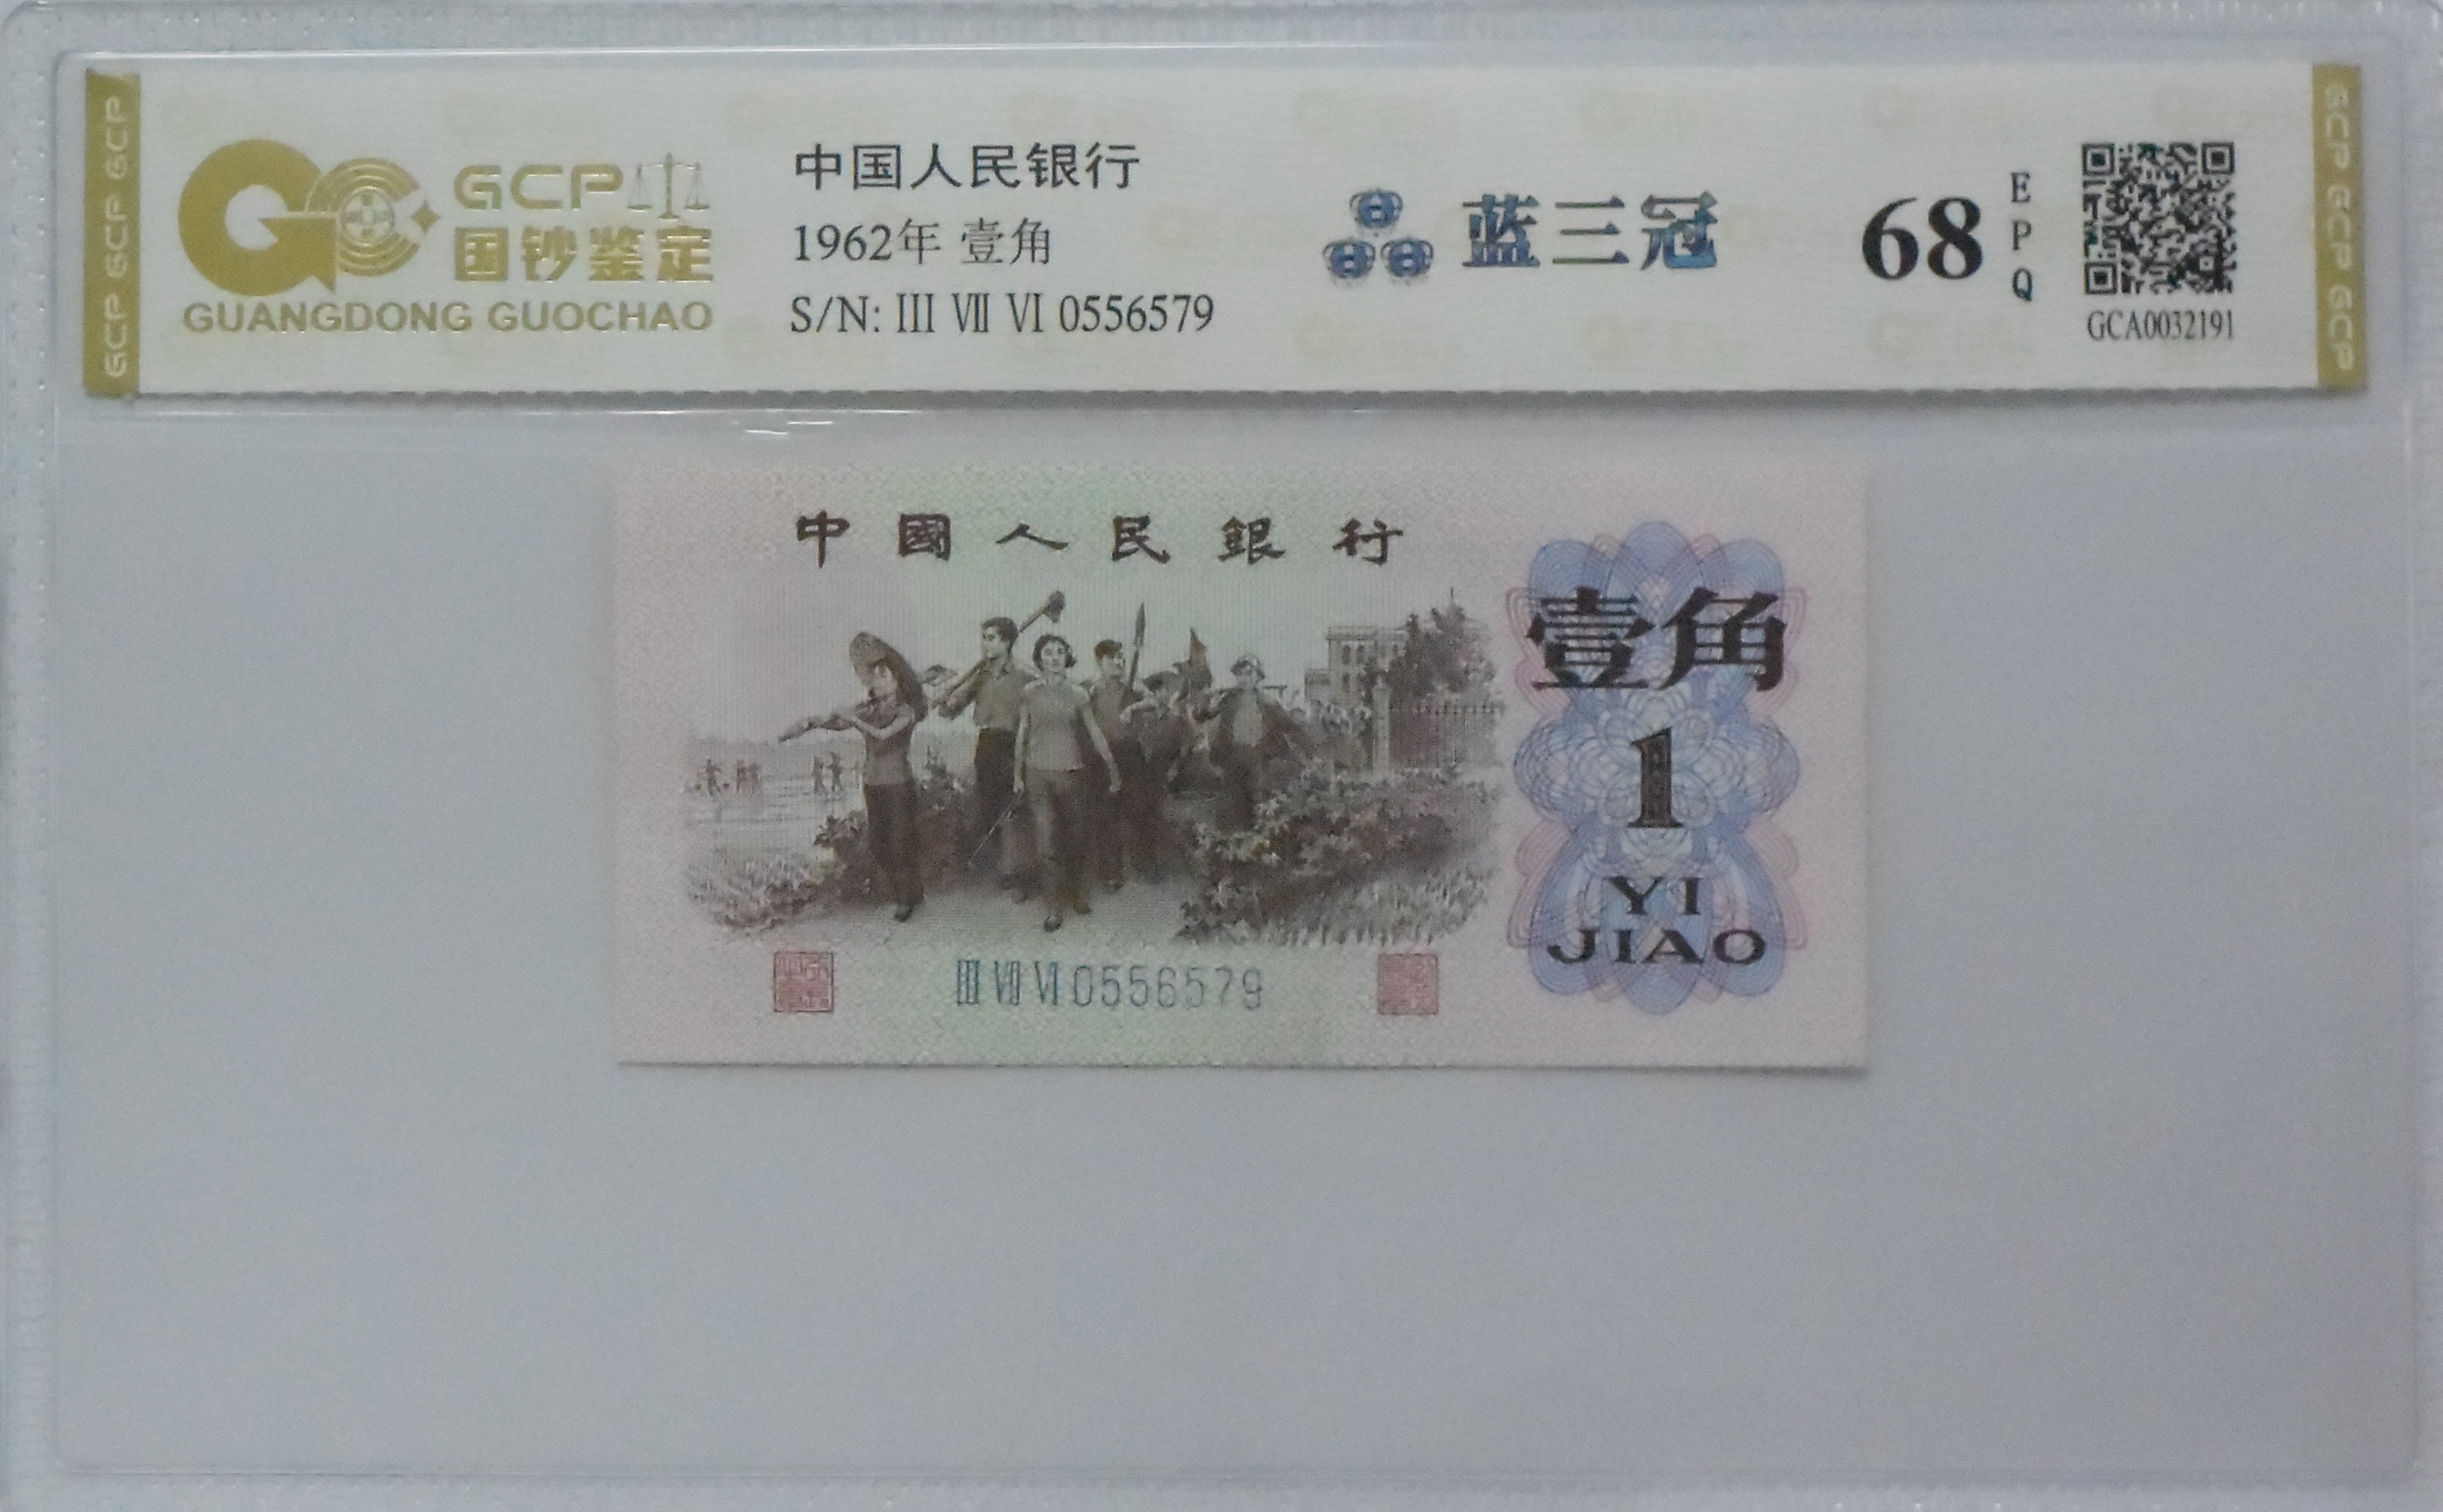 GCP GCP GCP
GCP
国钞鉴定
GUANGDONG GUOCHAO
中国人民银行
1962年 壹角
S/N: III VII VI 0556579
蓝三冠
68
EPQ
GCA0032191
GCP GCP GCP
中國人民銀行
壹角
1
YI
JIAO
III VII VI 0556579